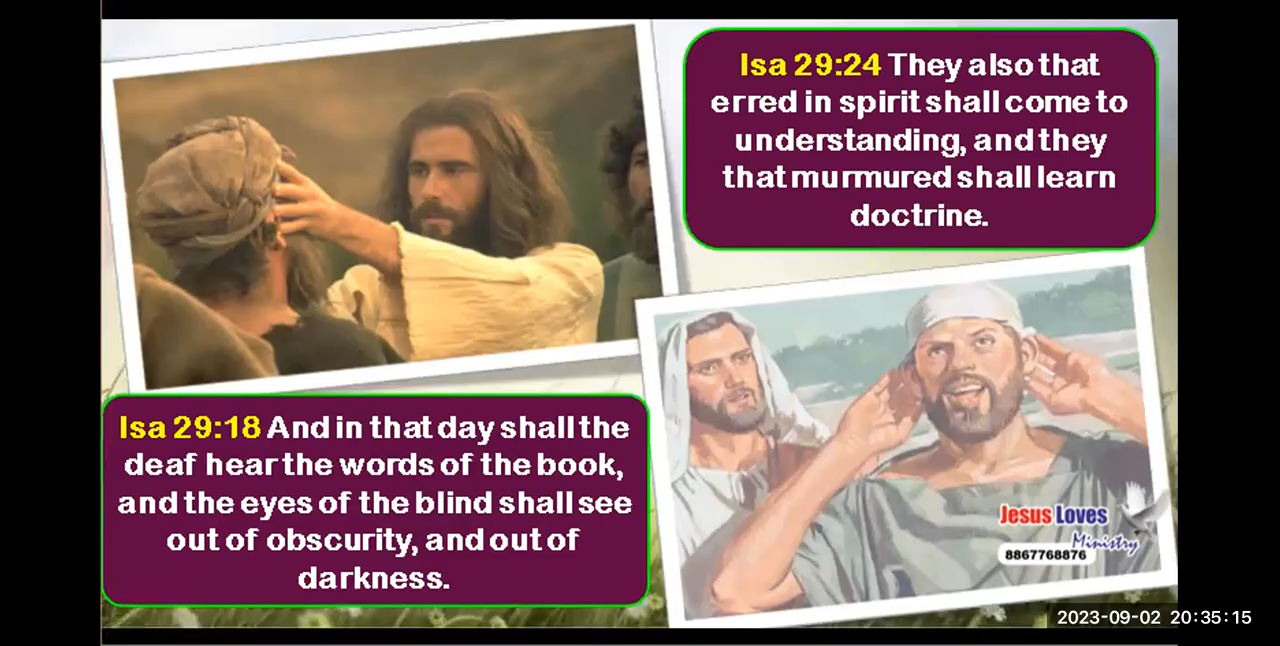 Isa 29:24 They also that
erred in spirit shall come to
understanding, and they
that murmured shall learn
doctrine.
Isa 29:18 And in that day shall the
deaf hear the words of the book,
and the eyes of the blind shall see
out of obscurity, and out of
darkness.
Jesus Loves
Ministry
8867768876
2023-09-02 20:35:15